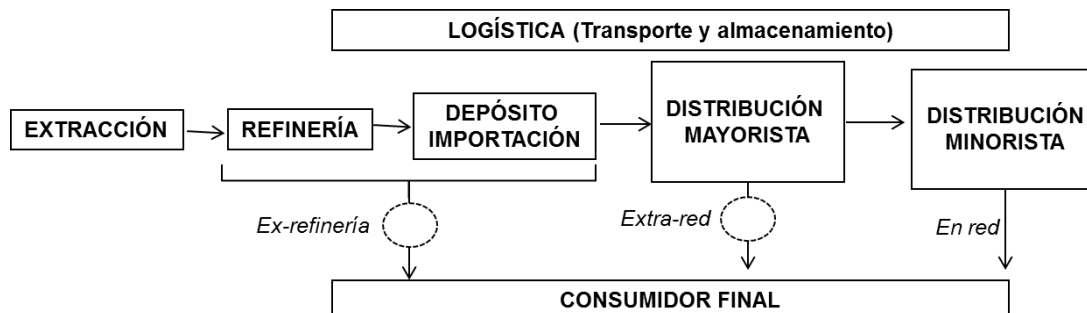 LOGÍSTICA (Transporte y almacenamiento)
EXTRACCIÓN
REFINERÍA
DEPÓSITO
IMPORTACIÓN
DISTRIBUCIÓN
MAYORISTA
DISTRIBUCIÓN
MINORISTA
Ex-refinería
Extra-red
En red
CONSUMIDOR FINAL